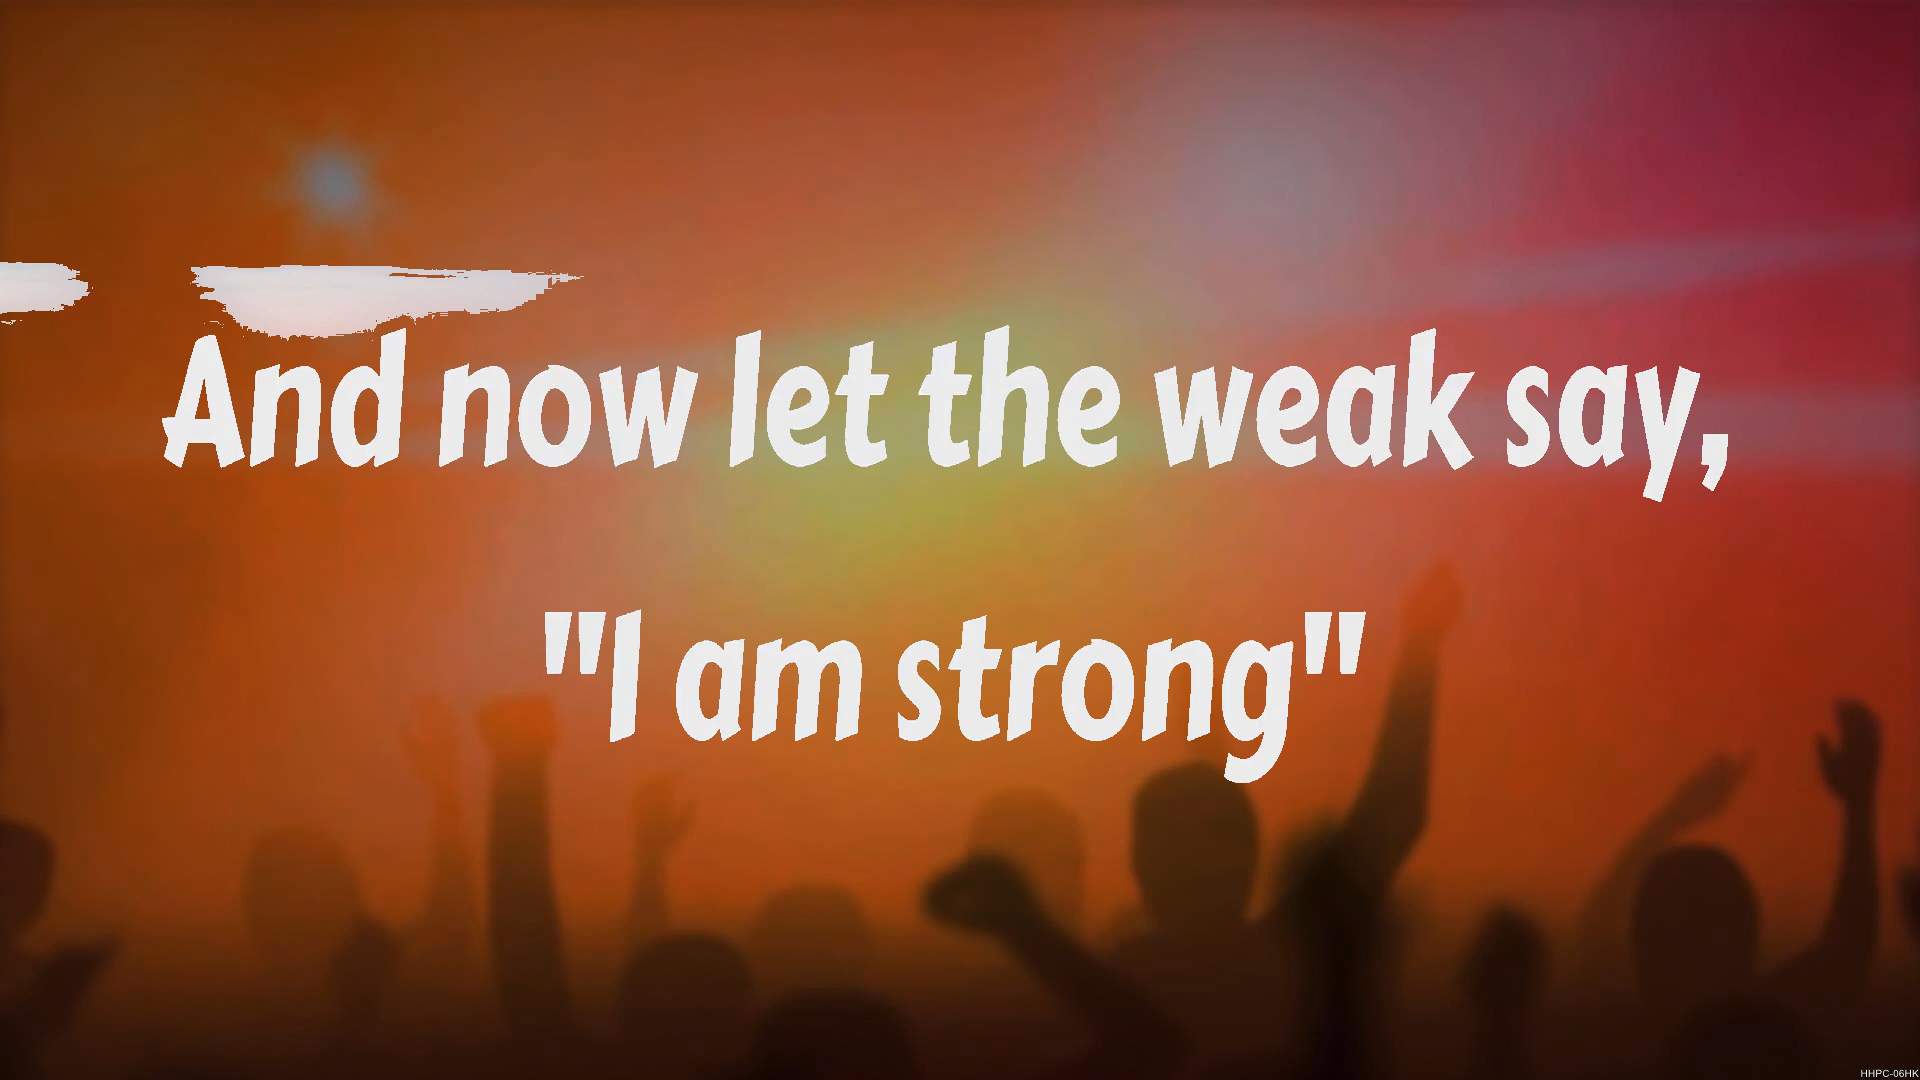 And now let the weak say,
"I am strong"
HHPC-06HK